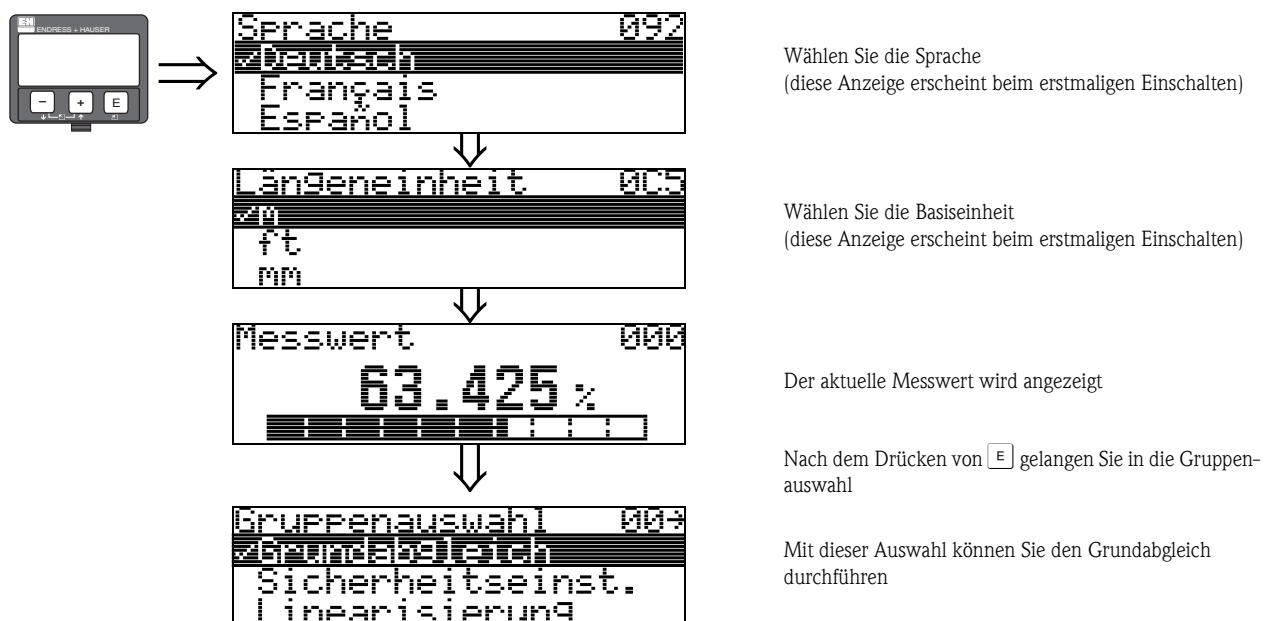 E+H
ENDRESS + HAUSER
- + E
Sprache 092
✓Deutsch
Français
Español
Wählen Sie die Sprache
(diese Anzeige erscheint beim erstmaligen Einschalten)
Längeneinheit 0C5
✓m
ft
mm
Wählen Sie die Basiseinheit
(diese Anzeige erscheint beim erstmaligen Einschalten)
Messwert 000
63.425 %
Der aktuelle Messwert wird angezeigt
Nach dem Drücken von E gelangen Sie in die Gruppen-
auswahl
Gruppenauswahl 00→
✓Grundabgleich
Sicherheitseinst.
Linearisierung
Mit dieser Auswahl können Sie den Grundabgleich
durchführen